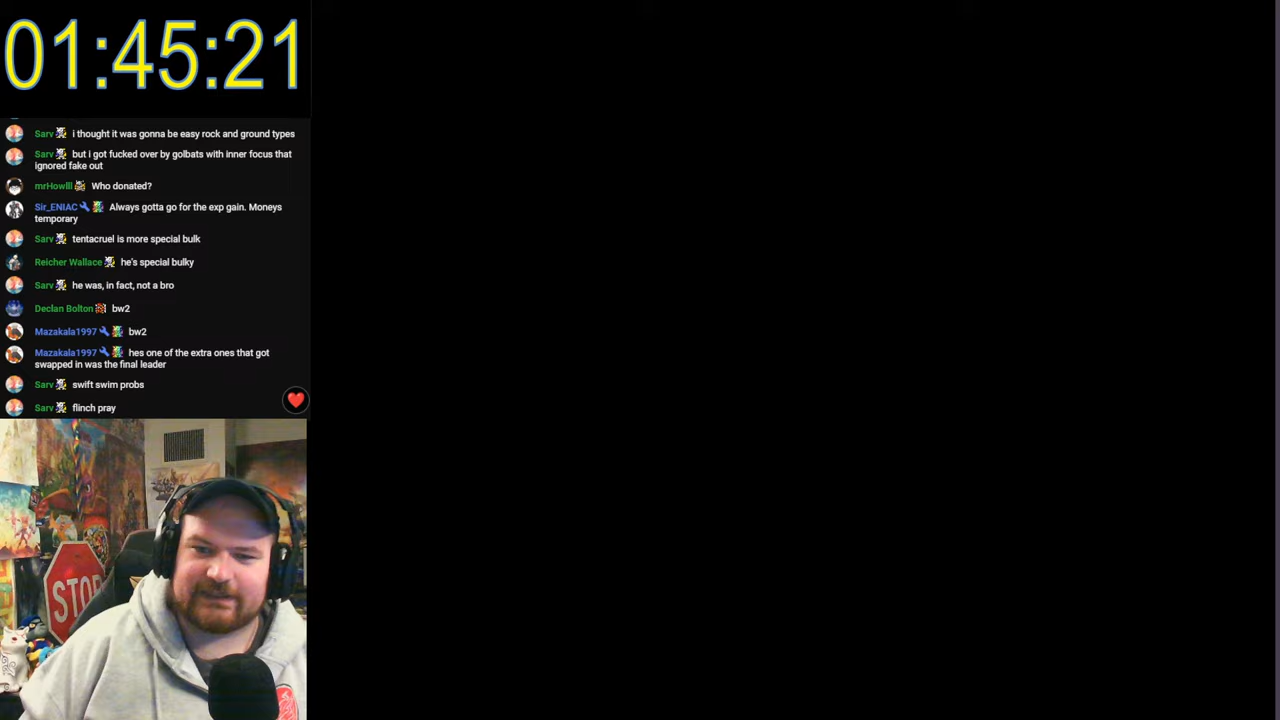 01:45:21
Sarv i thought it was gonna be easy rock and ground types
Sarv but i got fucked over by golbats with inner focus that
ignored fake out
mrHowlll Who donated?
Sir_ENIAC Always gotta go for the exp gain. Moneys
temporary
Sarv tentacruel is more special bulk
Reicher Wallace he's special bulky
Sarv he was, in fact, not a bro
Declan Bolton bw2
Mazakala1997 bw2
Mazakala1997 hes one of the extra ones that got
swapped in was the final leader
Sarv swift swim probs
Sarv flinch pray
STOP